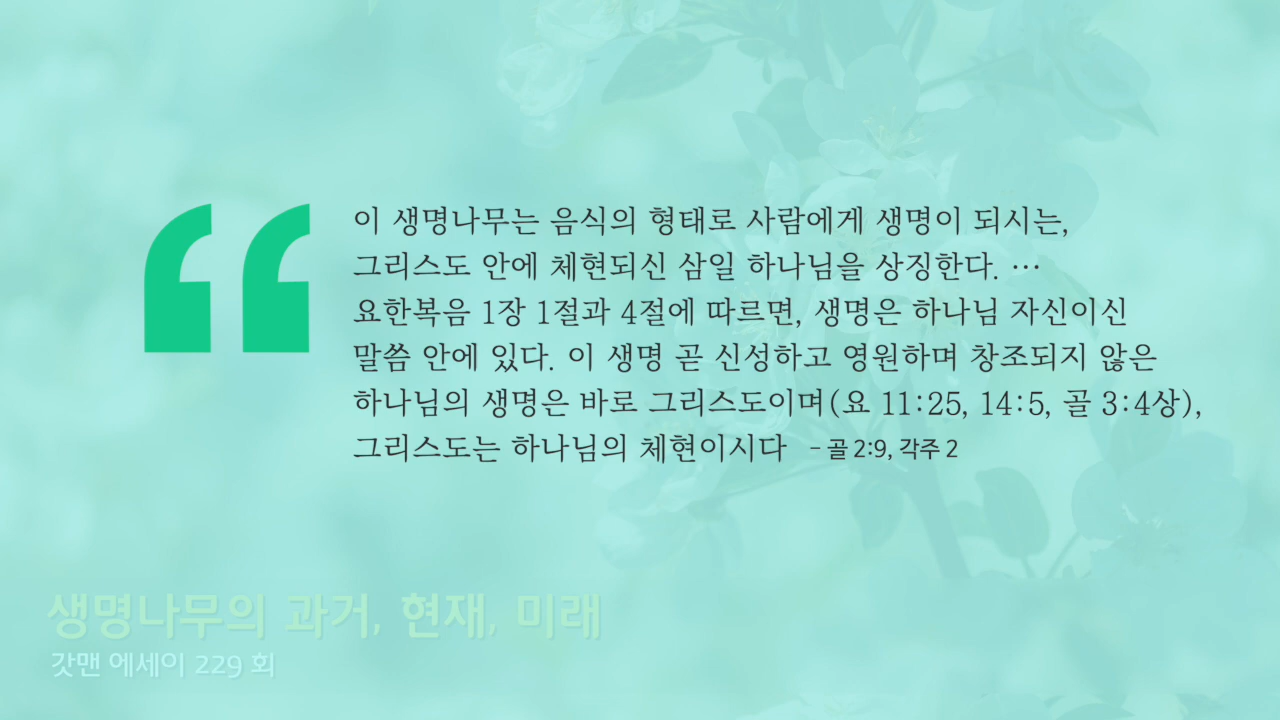 이 생명나무는 음식의 형태로 사람에게 생명이 되시는,
그리스도 안에 체현되신 삼일 하나님을 상징한다. …
요한복음 1장 1절과 4절에 따르면, 생명은 하나님 자신이신
말씀 안에 있다. 이 생명 곧 신성하고 영원하며 창조되지 않은
하나님의 생명은 바로 그리스도이며(요 11:25, 14:5, 골 3:4상),
그리스도는 하나님의 체현이시다 - 골 2:9, 각주 2
생명나무의 과거, 현재, 미래
갓맨 에세이 229 회